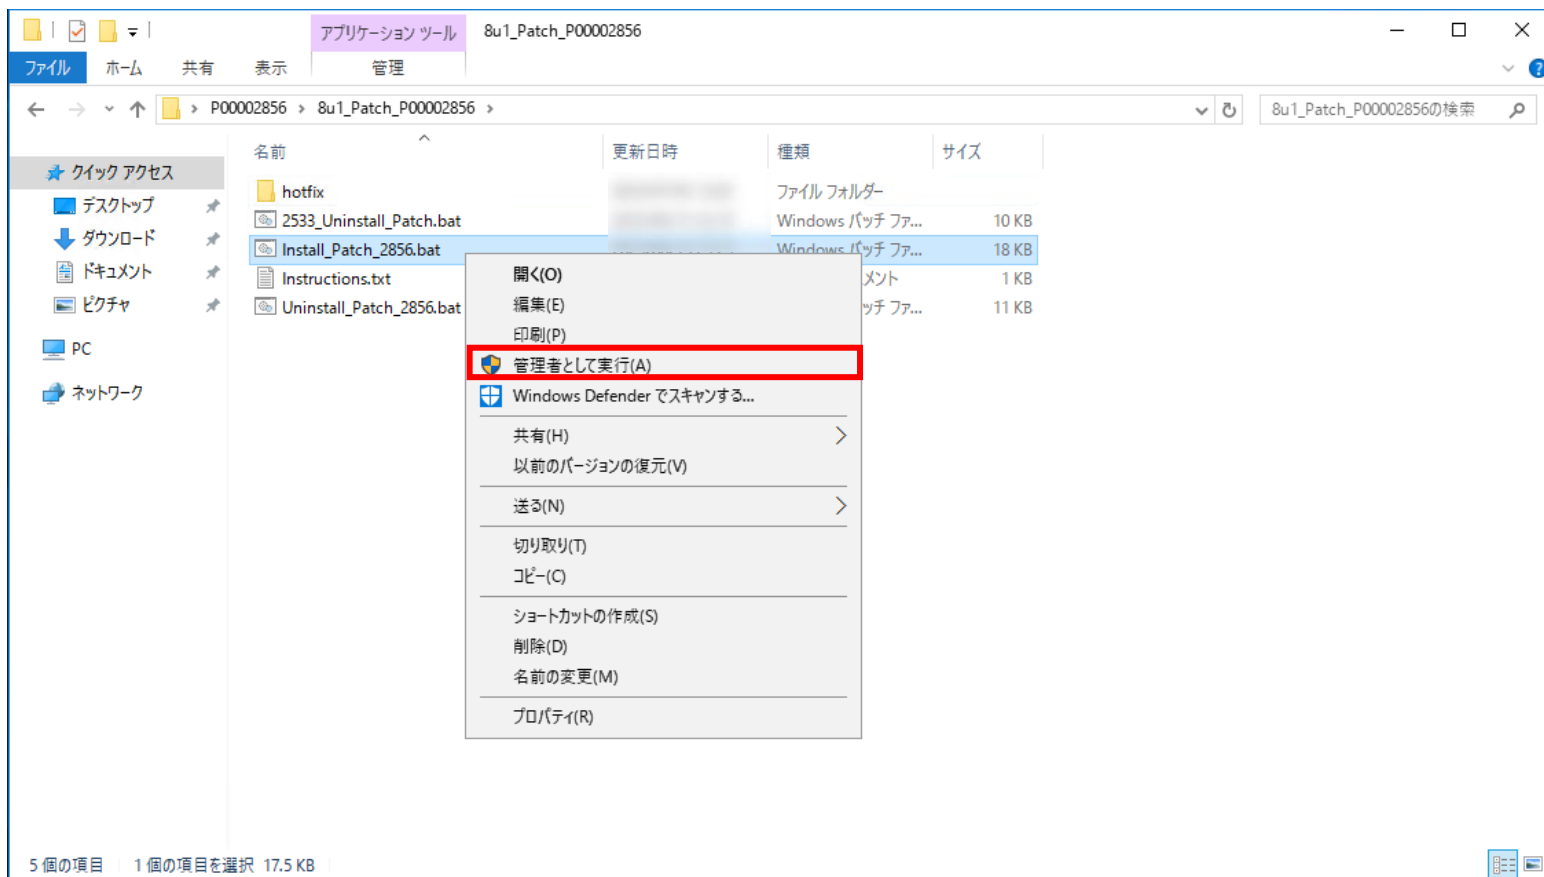 アプリケーション ツール
8u1_Patch_P00002856
ファイル ホーム 共有 表示 管理
P00002856 › 8u1_Patch_P00002856 ›
8u1_Patch_P00002856の検索
名前 更新日時 種類 サイズ
クイック アクセス
デスクトップ
ダウンロード
ドキュメント
ピクチャ
PC
ネットワーク
hotfix ファイル フォルダー
2533_Uninstall_Patch.bat Windows バッチ ファ... 10 KB
Install_Patch_2856.bat Windows バッチ ファ... 18 KB
Instructions.txt メント 1 KB
Uninstall_Patch_2856.bat ッチ ファ... 11 KB
開く(O)
編集(E)
印刷(P)
管理者として実行(A)
Windows Defender でスキャンする...
共有(H)
以前のバージョンの復元(V)
送る(N)
切り取り(T)
コピー(C)
ショートカットの作成(S)
削除(D)
名前の変更(M)
プロパティ(R)
5 個の項目 1 個の項目を選択 17.5 KB